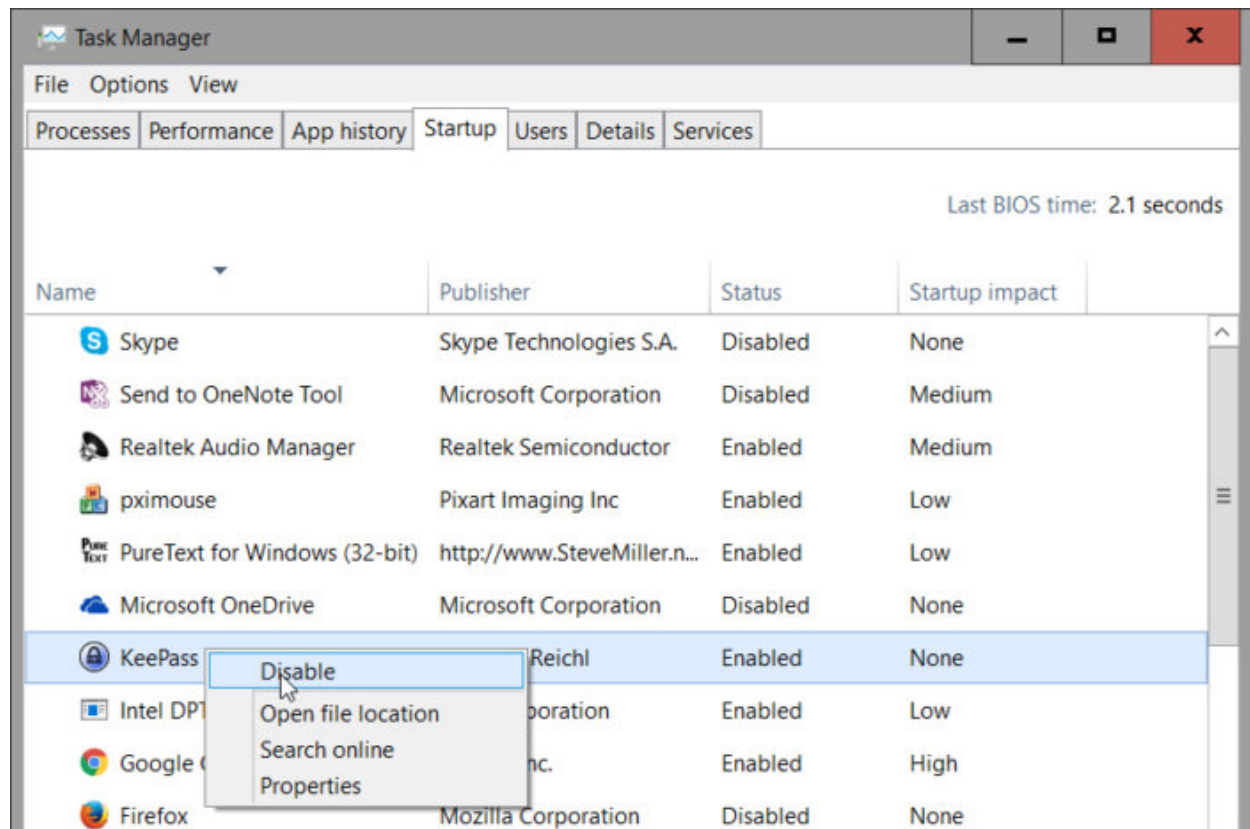 Task Manager
File Options View
Processes Performance App history Startup Users Details Services
Last BIOS time: 2.1 seconds
Name Publisher Status Startup impact
Skype Skype Technologies S.A. Disabled None
Send to OneNote Tool Microsoft Corporation Disabled Medium
Realtek Audio Manager Realtek Semiconductor Enabled Medium
pximouse Pixart Imaging Inc Enabled Low
PureText for Windows (32-bit) http://www.SteveMiller.n... Enabled Low
Microsoft OneDrive Microsoft Corporation Disabled None
KeePass Reichl Enabled None
Disable
Intel DPT Enabled Low
Open file location
Search online
Google Enabled High
Properties
Firefox Mozilla Corporation Disabled None